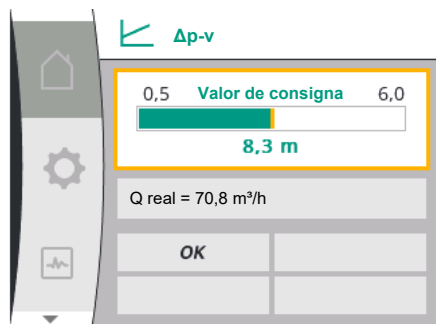 Δp-v
0,5 Valor de consigna 6,0
8,3 m
Q real = 70,8 m³/h
OK